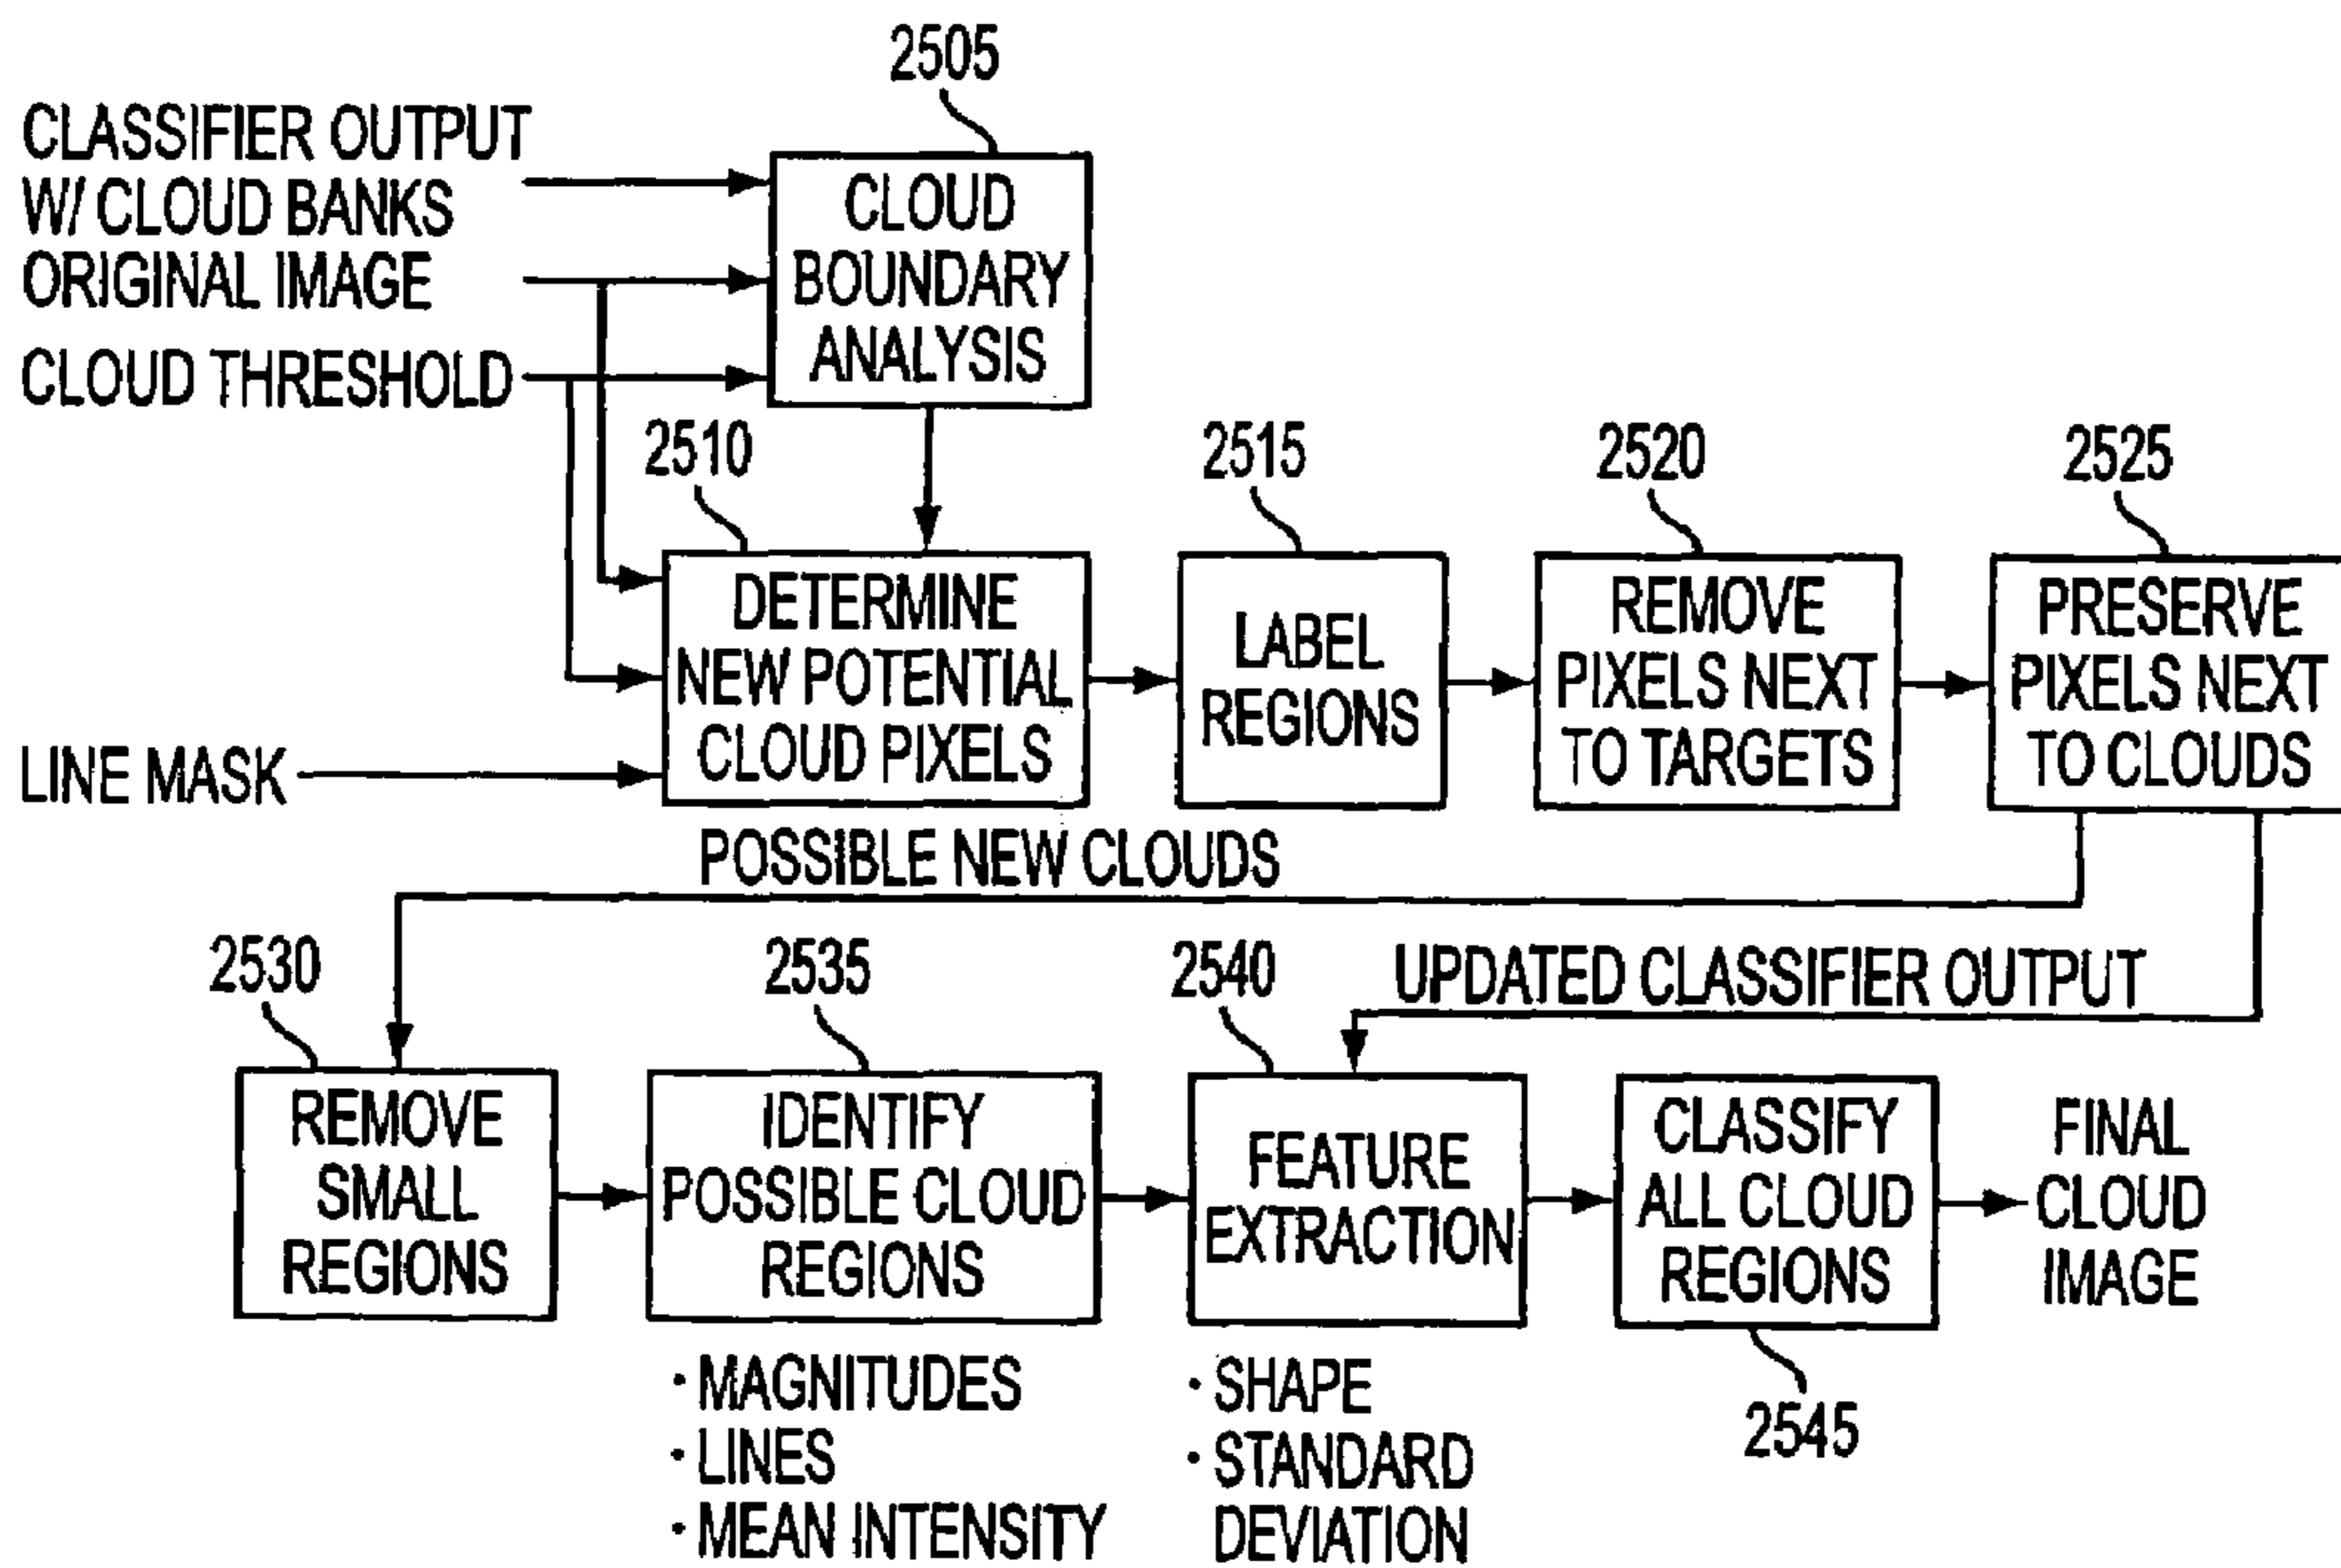 2505
CLASSIFIER OUTPUT
W/ CLOUD BANKS
ORIGINAL IMAGE
CLOUD THRESHOLD
CLOUD
BOUNDARY
ANALYSIS
2510
2515
2520
2525
DETERMINE
NEW POTENTIAL
CLOUD PIXELS
LABEL
REGIONS
REMOVE
PIXELS NEXT
TO TARGETS
PRESERVE
PIXELS NEXT
TO CLOUDS
LINE MASK
POSSIBLE NEW CLOUDS
2530
2535
2540
UPDATED CLASSIFIER OUTPUT
REMOVE
SMALL
REGIONS
IDENTIFY
POSSIBLE CLOUD
REGIONS
FEATURE
EXTRACTION
CLASSIFY
ALL CLOUD
REGIONS
FINAL
CLOUD
IMAGE
· MAGNITUDES
· LINES
· MEAN INTENSITY
· SHAPE
· STANDARD
DEVIATION
2545